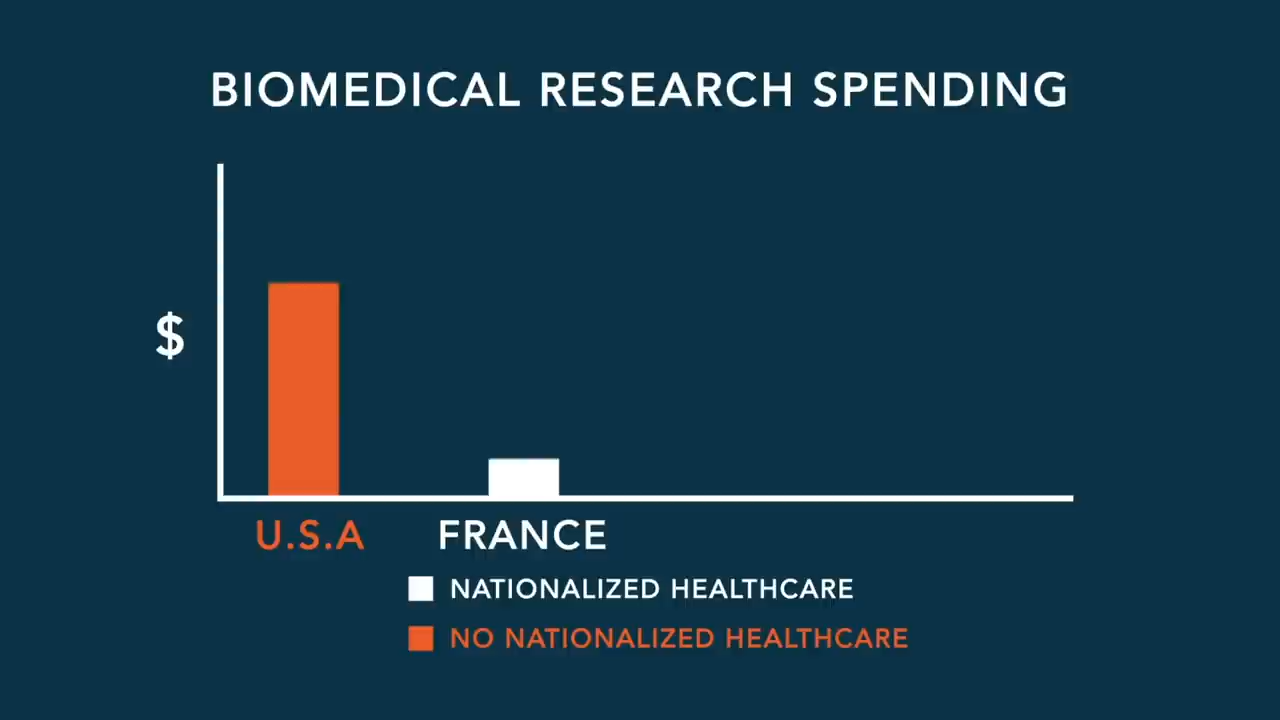 BIOMEDICAL RESEARCH SPENDING
$
U.S.A
FRANCE
NATIONALIZED HEALTHCARE
NO NATIONALIZED HEALTHCARE